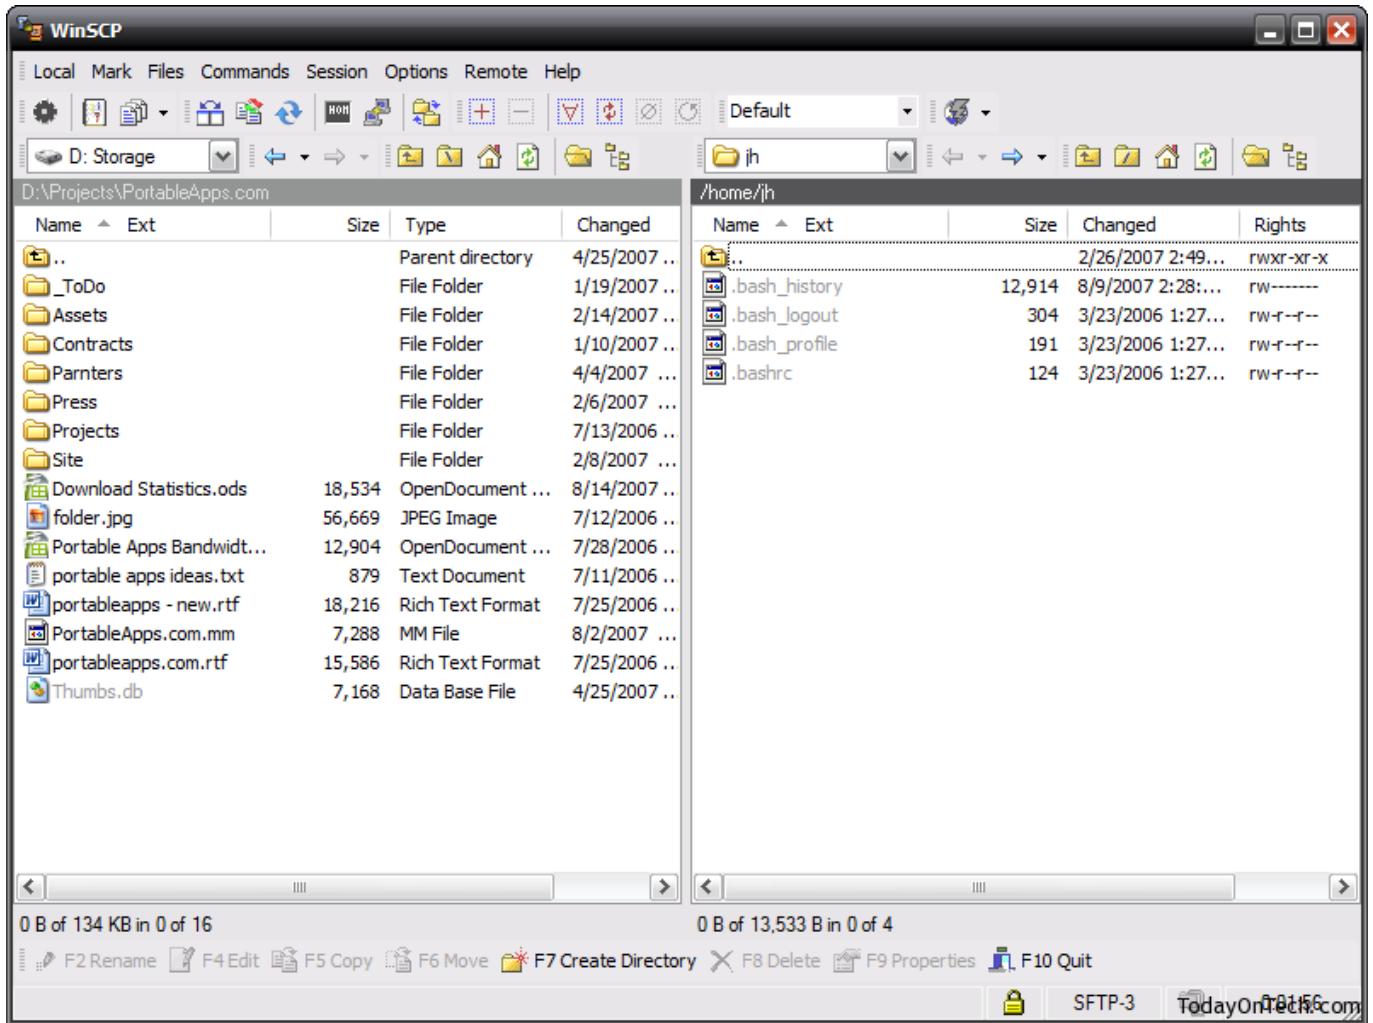 WinSCP
Local Mark Files Commands Session Options Remote Help
Default
D: Storage
jh
D:\Projects\PortableApps.com
/home/jh
Name Ext Size Type Changed
Name Ext Size Changed Rights
.. Parent directory 4/25/2007 ...
_ToDo File Folder 1/19/2007 ...
Assets File Folder 2/14/2007 ...
Contracts File Folder 1/10/2007 ...
Parnters File Folder 4/4/2007 ...
Press File Folder 2/6/2007 ...
Projects File Folder 7/13/2006 ...
Site File Folder 2/8/2007 ...
Download Statistics.ods 18,534 OpenDocument ... 8/14/2007 ...
folder.jpg 56,669 JPEG Image 7/12/2006 ...
Portable Apps Bandwidt... 12,904 OpenDocument ... 7/28/2006 ...
portable apps ideas.txt 879 Text Document 7/11/2006 ...
portableapps - new.rtf 18,216 Rich Text Format 7/25/2006 ...
PortableApps.com.mm 7,288 MM File 8/2/2007 ...
portableapps.com.rtf 15,586 Rich Text Format 7/25/2006 ...
Thumbs.db 7,168 Data Base File 4/25/2007 ...
.. 2/26/2007 2:49... rwxr-xr-x
.bash_history 12,914 8/9/2007 2:28:... rw-------
.bash_logout 304 3/23/2006 1:27... rw-r--r--
.bash_profile 191 3/23/2006 1:27... rw-r--r--
.bashrc 124 3/23/2006 1:27... rw-r--r--
0 B of 134 KB in 0 of 16
0 B of 13,533 B in 0 of 4
F2 Rename F4 Edit F5 Copy F6 Move F7 Create Directory F8 Delete F9 Properties F10 Quit
SFTP-3
TodayOnTech.com